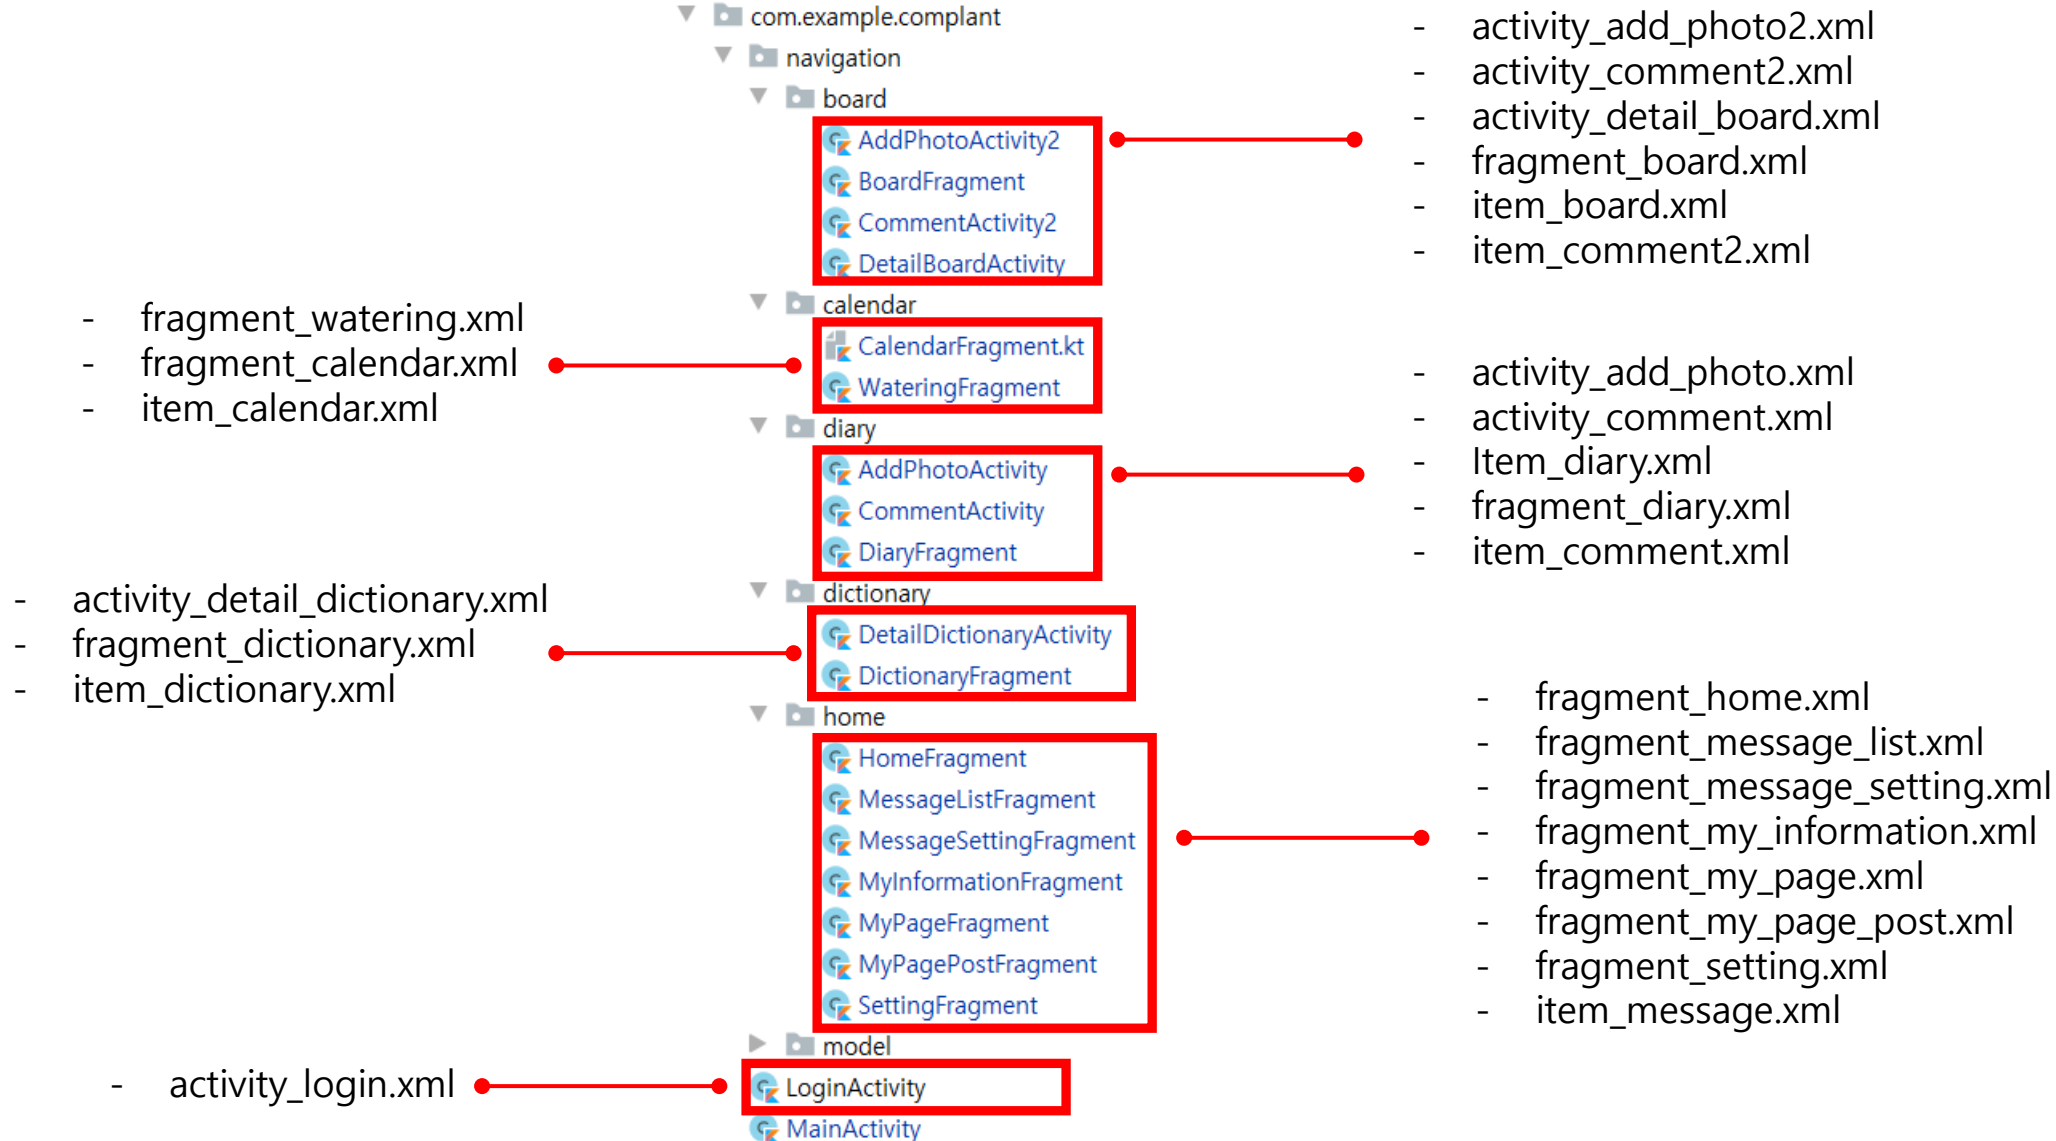 com.example.complant
navigation
board
AddPhotoActivity2
BoardFragment
CommentActivity2
DetailBoardActivity
calendar
CalendarFragment.kt
WateringFragment
diary
AddPhotoActivity
CommentActivity
DiaryFragment
dictionary
DetailDictionaryActivity
DictionaryFragment
home
HomeFragment
MessageListFragment
MessageSettingFragment
MyInformationFragment
MyPageFragment
MyPagePostFragment
SettingFragment
model
LoginActivity
MainActivity
- fragment_watering.xml
- fragment_calendar.xml
- item_calendar.xml
- activity_detail_dictionary.xml
- fragment_dictionary.xml
- item_dictionary.xml
- activity_login.xml
- activity_add_photo2.xml
- activity_comment2.xml
- activity_detail_board.xml
- fragment_board.xml
- item_board.xml
- item_comment2.xml
- activity_add_photo.xml
- activity_comment.xml
- Item_diary.xml
- fragment_diary.xml
- item_comment.xml
- fragment_home.xml
- fragment_message_list.xml
- fragment_message_setting.xml
- fragment_my_information.xml
- fragment_my_page.xml
- fragment_my_page_post.xml
- fragment_setting.xml
- item_message.xml